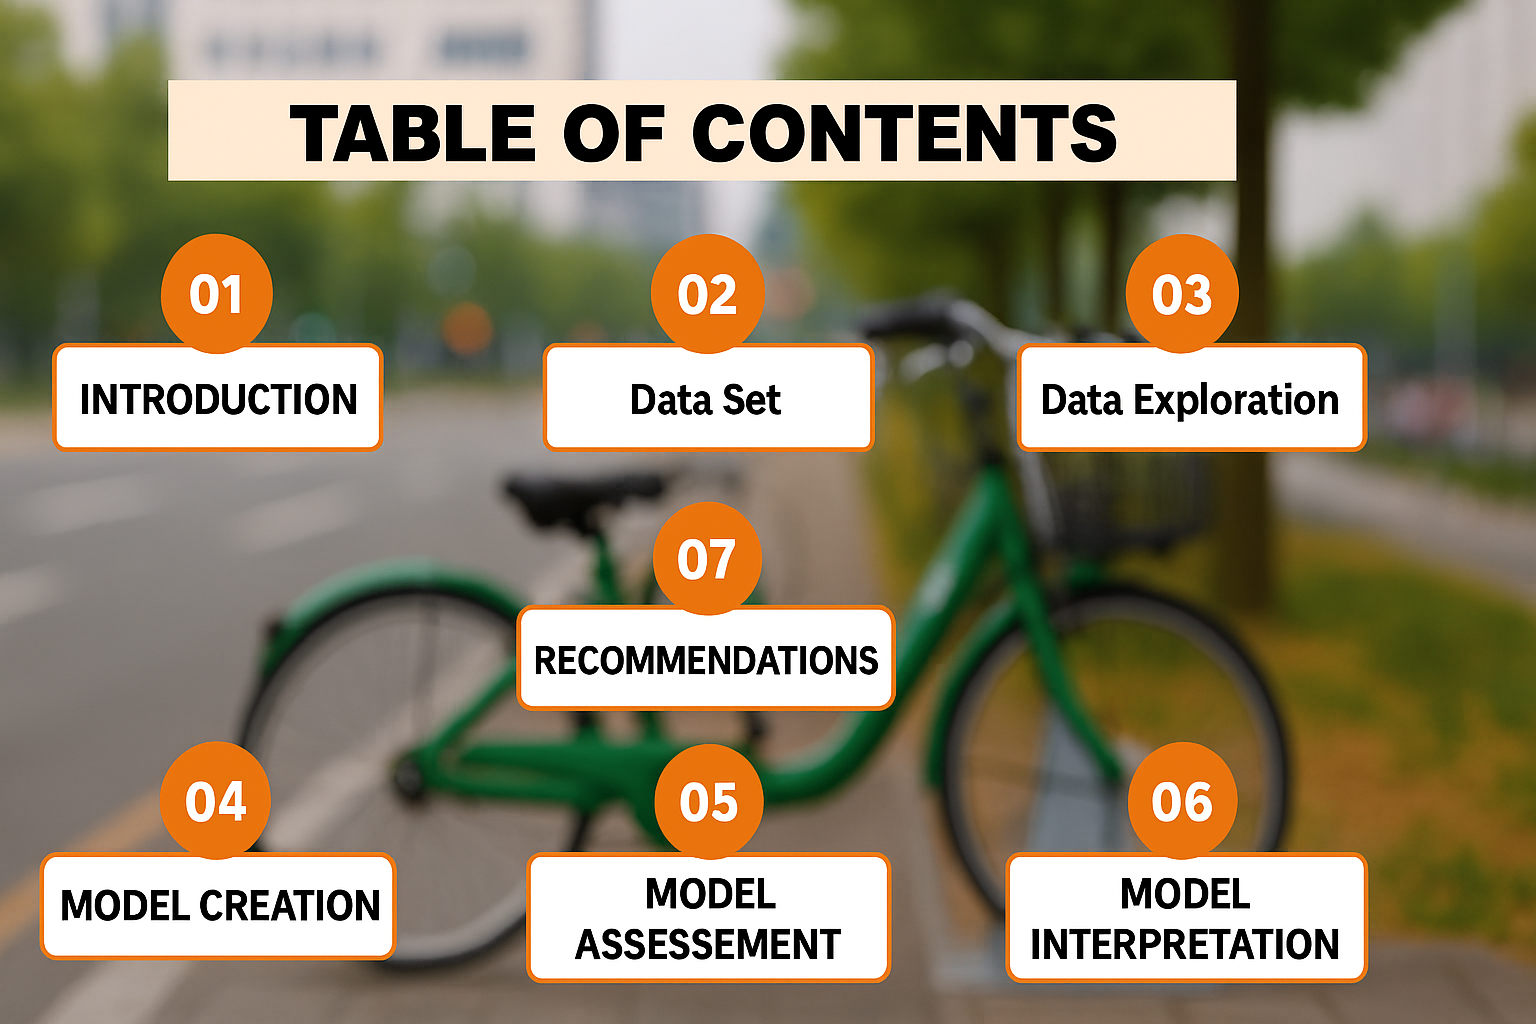 TABLE OF CONTENTS
01
INTRODUCTION
02
Data Set
03
Data Exploration
07
RECOMMENDATIONS
04
MODEL CREATION
05
MODEL
ASSESSEMENT
06
MODEL
INTERPRETATION